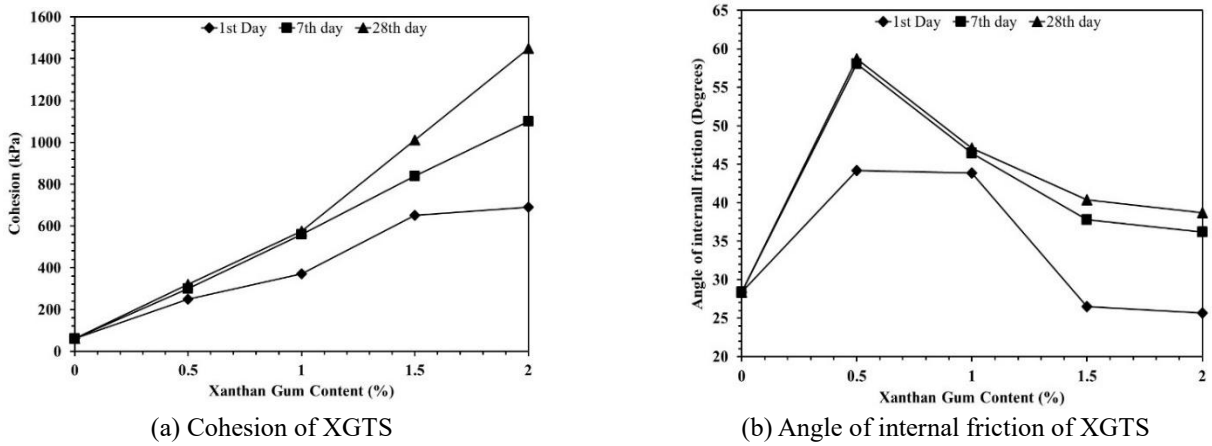 1600
1400
1200
1000
800
600
400
200
0
Cohesion (kPa)
1st Day 7th day 28th day
0 0.5 1 1.5 2
Xanthan Gum Content (%)
(a) Cohesion of XGTS
65
60
55
50
45
40
35
30
25
20
Angle of internall friction (Degrees)
1st Day 7th day 28th day
0 0.5 1 1.5 2
Xanthan Gum Content (%)
(b) Angle of internal friction of XGTS